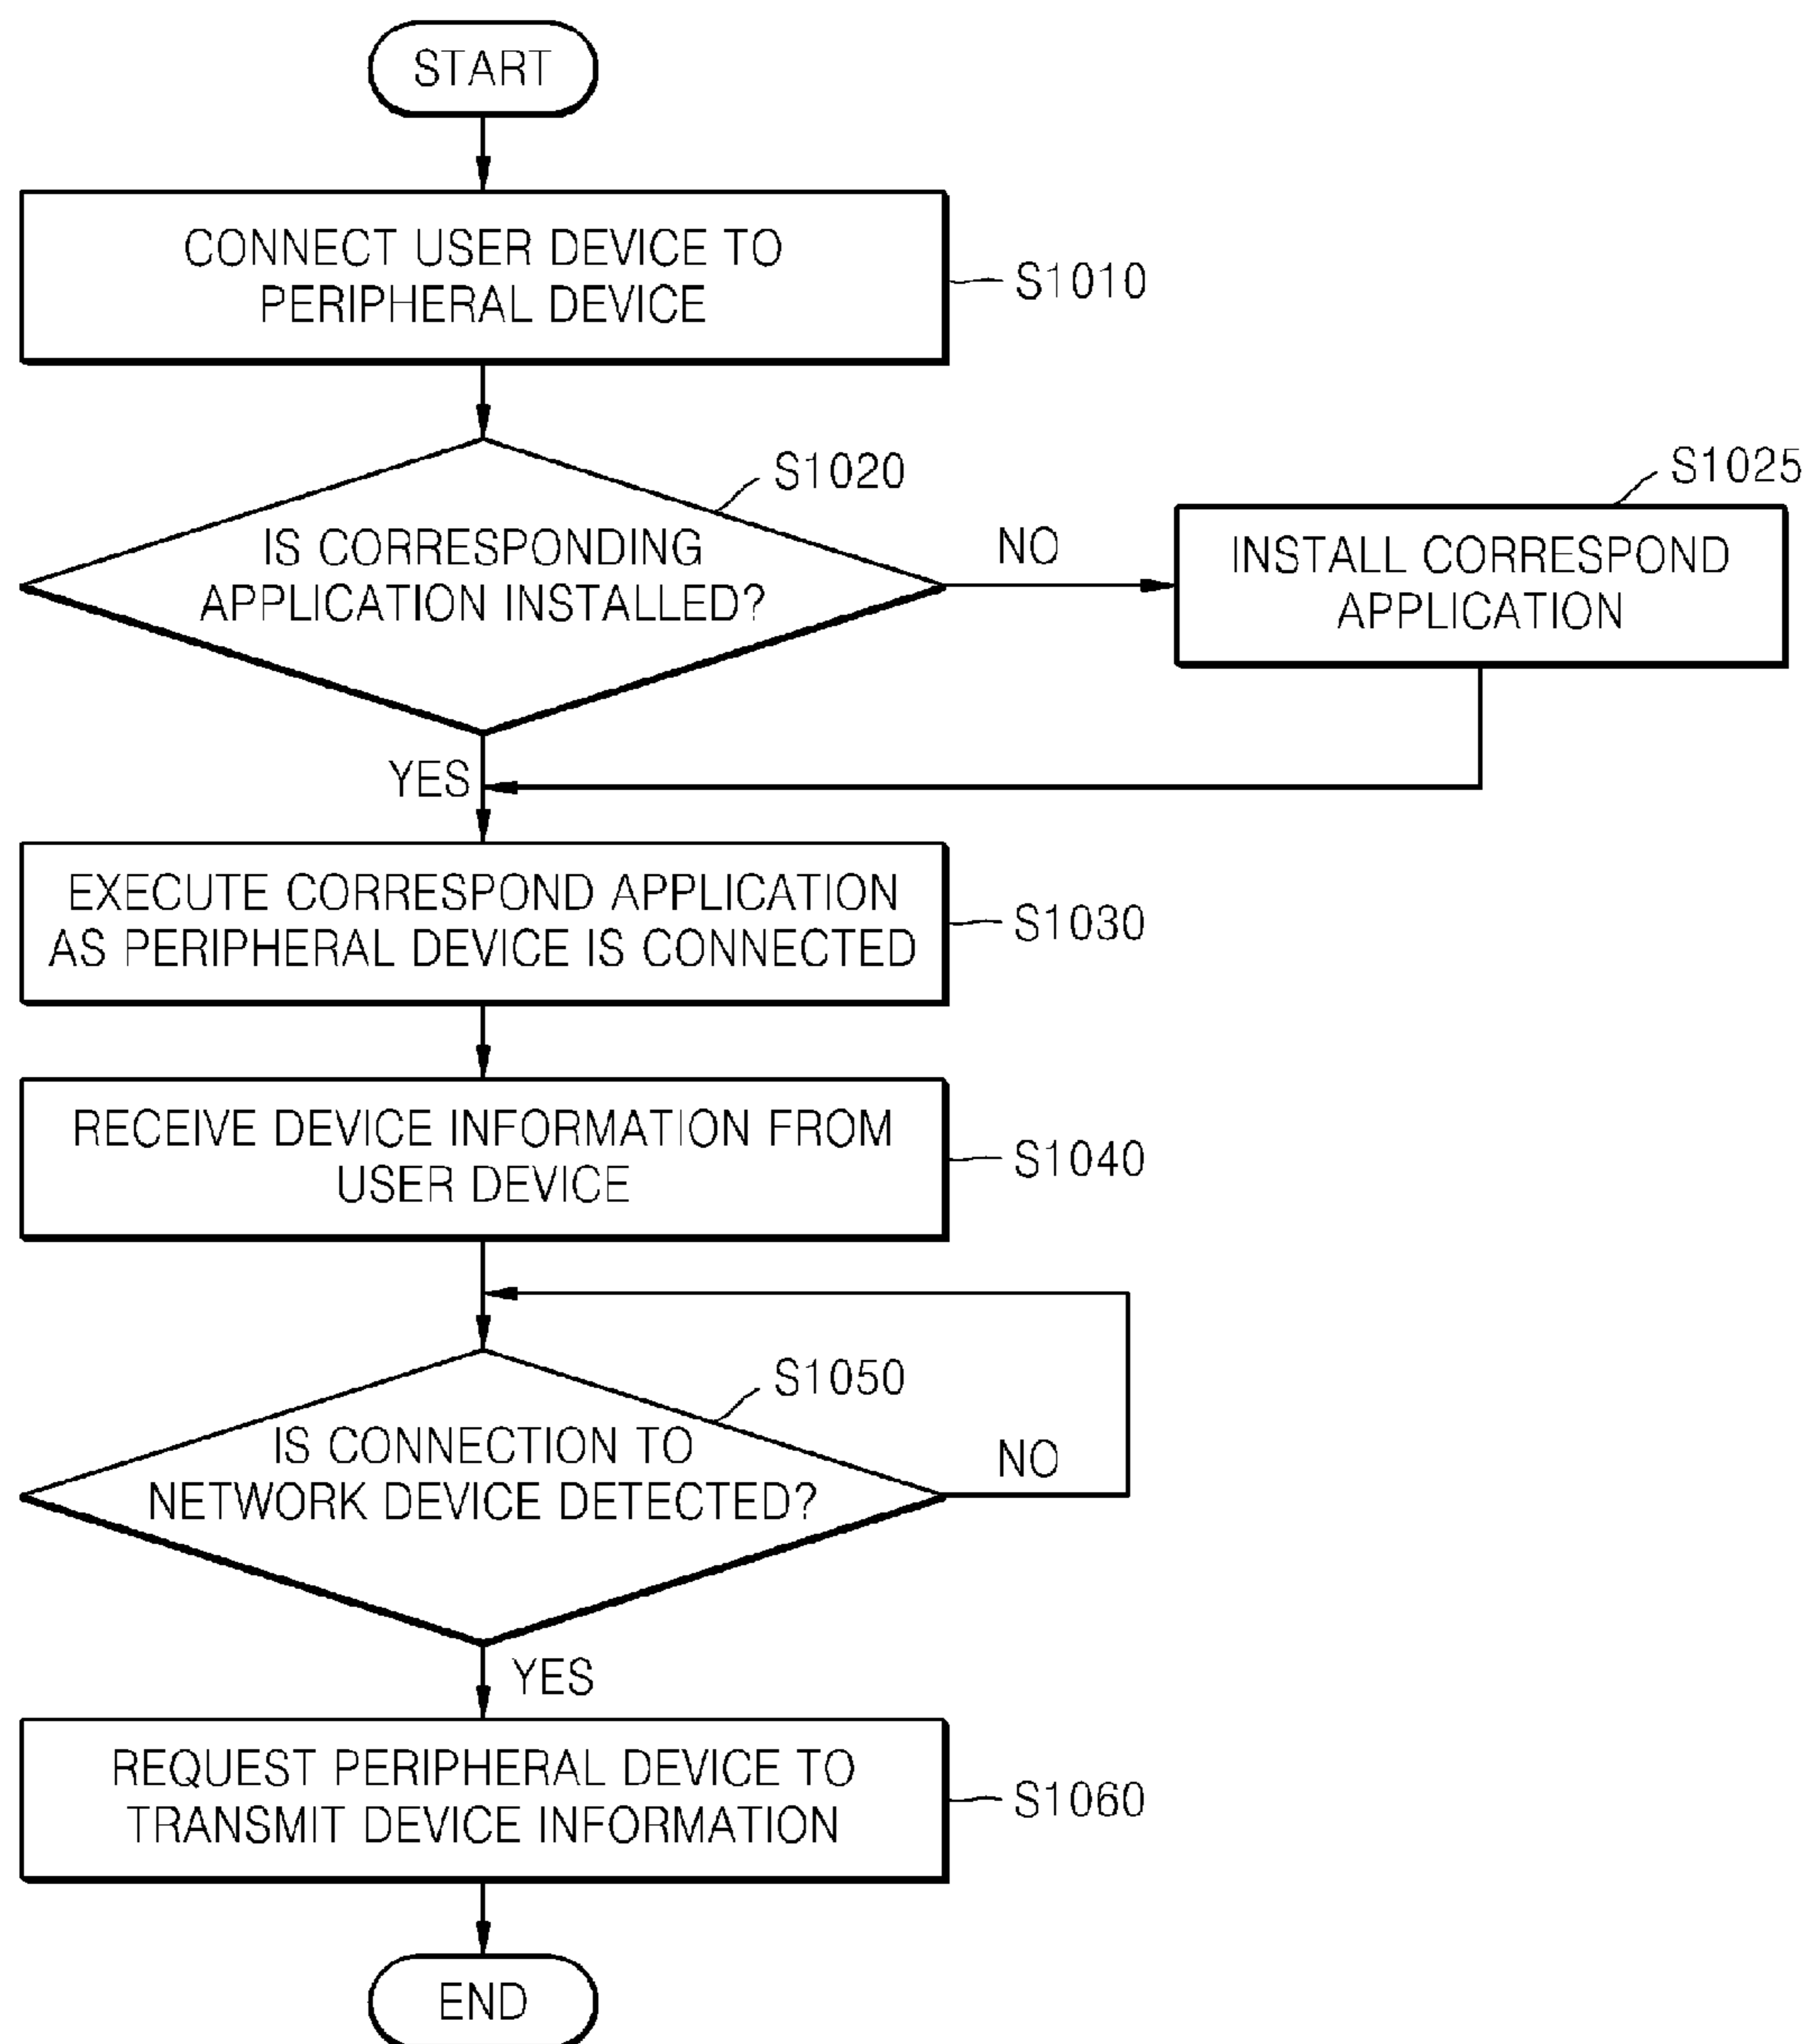 START
CONNECT USER DEVICE TO
PERIPHERAL DEVICE
S1010
S1020
IS CORRESPONDING
APPLICATION INSTALLED?
NO
S1025
INSTALL CORRESPOND
APPLICATION
YES
EXECUTE CORRESPOND APPLICATION
AS PERIPHERAL DEVICE IS CONNECTED
S1030
RECEIVE DEVICE INFORMATION FROM
USER DEVICE
S1040
S1050
IS CONNECTION TO
NETWORK DEVICE DETECTED?
NO
YES
REQUEST PERIPHERAL DEVICE TO
TRANSMIT DEVICE INFORMATION
S1060
END